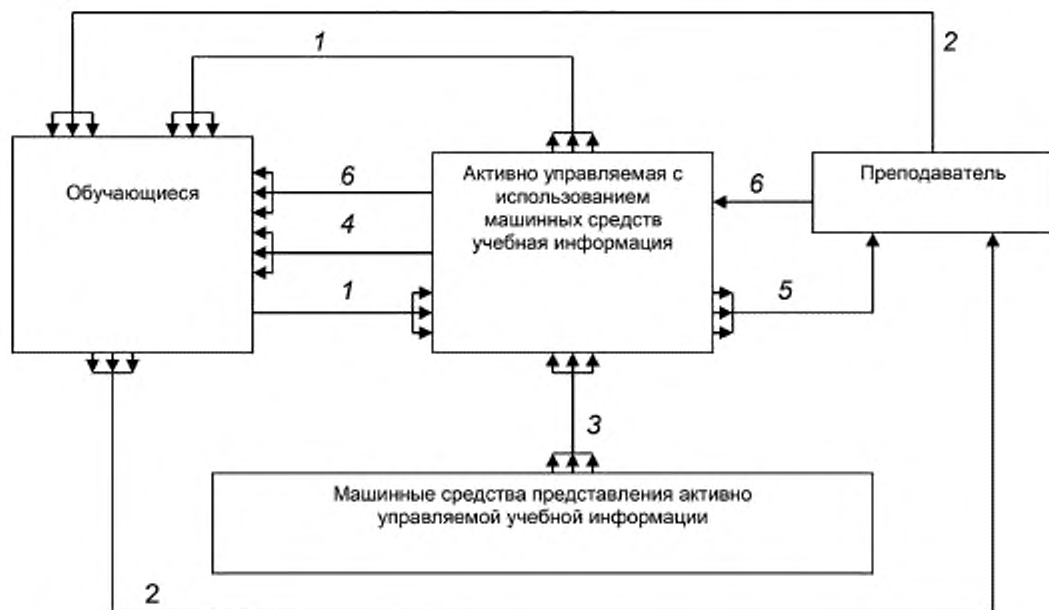 2
1
Обучающиеся
6
4
1
Активно управляемая с
использованием
машинных средств
учебная информация
6
5
Преподаватель
3
Машинные средства представления активно
управляемой учебной информации
2